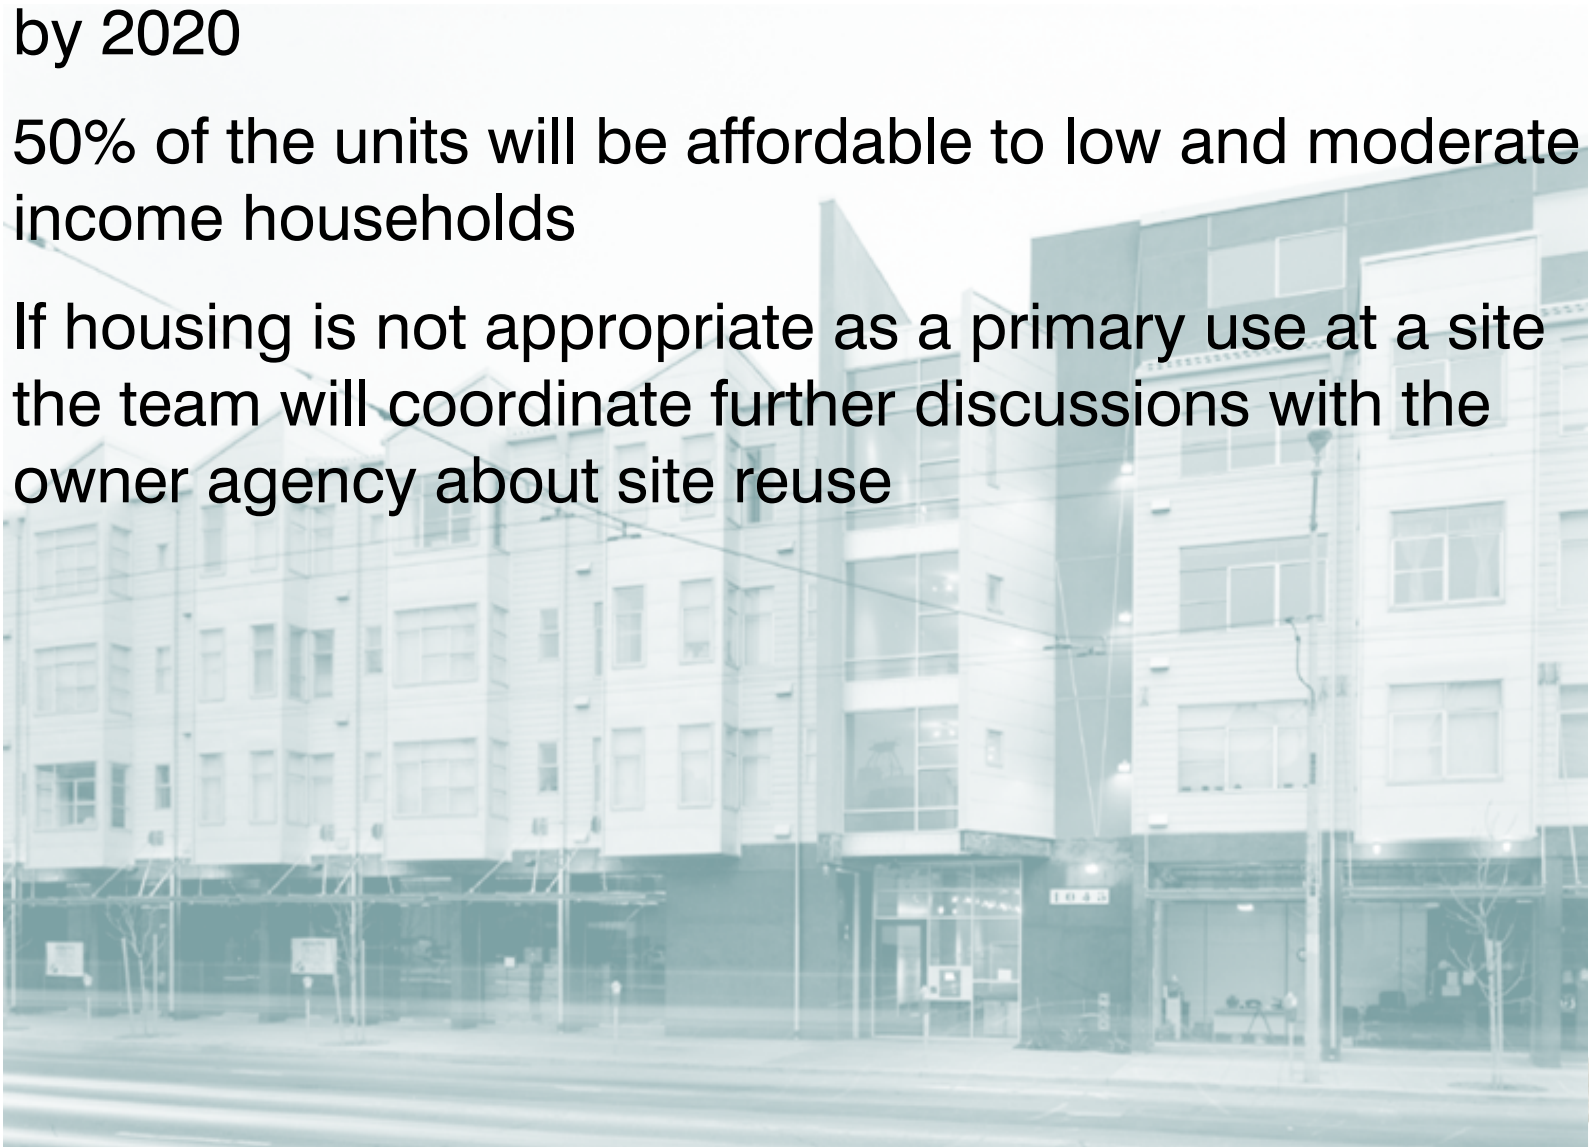 by 2020
50% of the units will be affordable to low and moderate
income households
If housing is not appropriate as a primary use at a site
the team will coordinate further discussions with the
owner agency about site reuse
1045